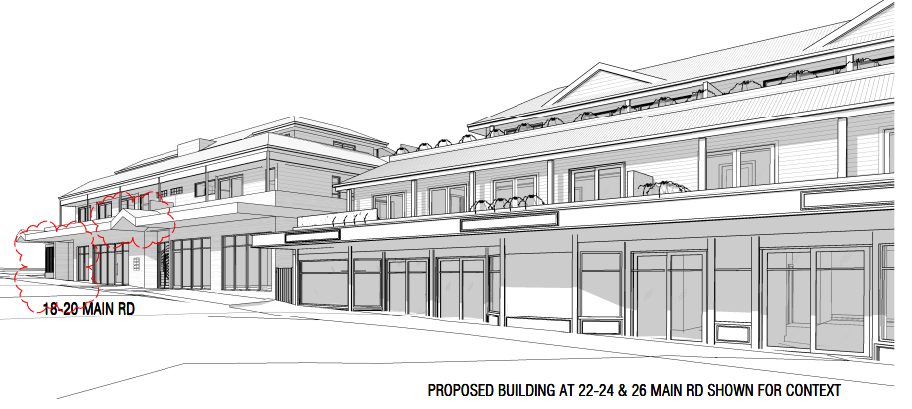 18-20 MAIN RD
PROPOSED BUILDING AT 22-24 & 26 MAIN RD SHOWN FOR CONTEXT